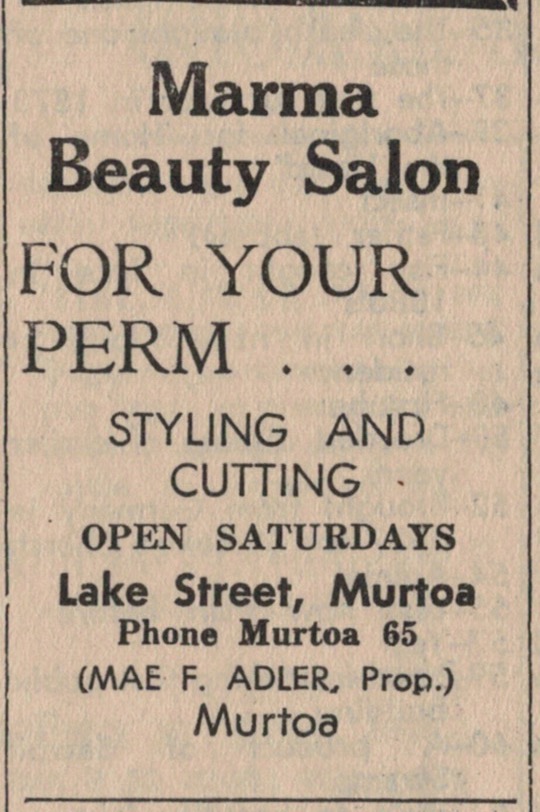 Marma
Beauty Salon
FOR YOUR
PERM . . .
STYLING AND
CUTTING
OPEN SATURDAYS
Lake Street, Murtoa
Phone Murtoa 65
(MAE F. ADLER, Prop.)
Murtoa